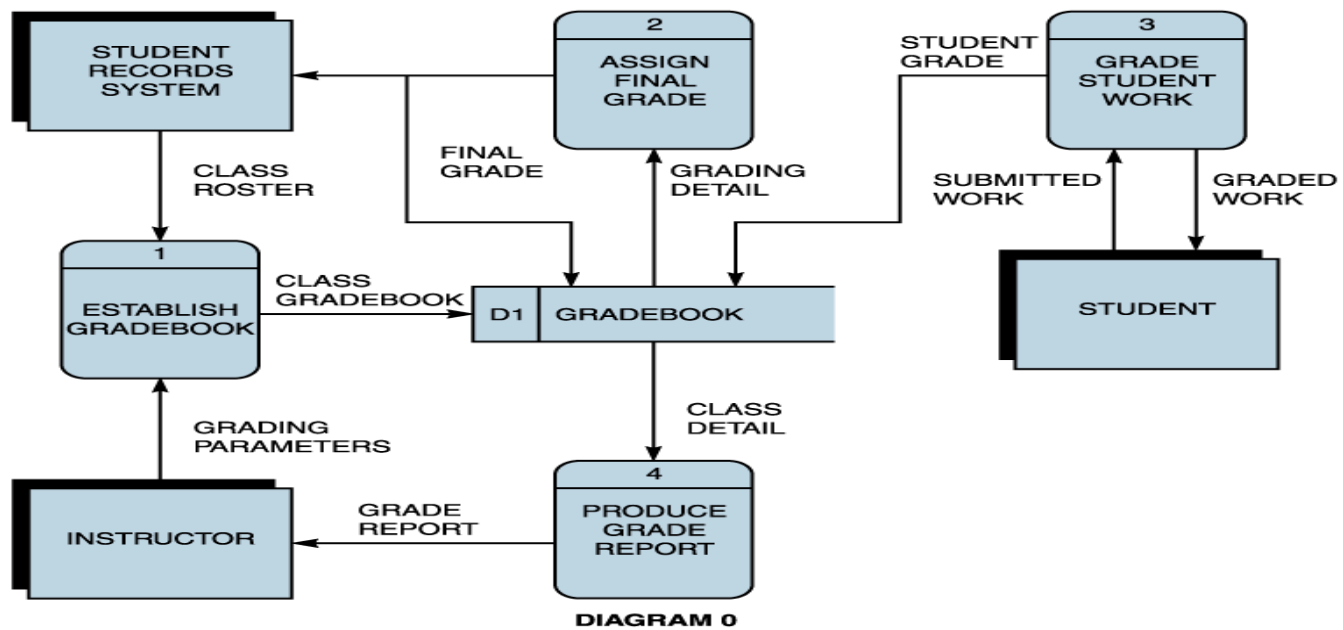 STUDENT
RECORDS
SYSTEM
2
ASSIGN
FINAL
GRADE
STUDENT
GRADE
3
GRADE
STUDENT
WORK
CLASS
ROSTER
FINAL
GRADE
GRADING
DETAIL
SUBMITTED
WORK
GRADED
WORK
1
ESTABLISH
GRADEBOOK
CLASS
GRADEBOOK
D1 GRADEBOOK
STUDENT
GRADING
PARAMETERS
CLASS
DETAIL
INSTRUCTOR
GRADE
REPORT
4
PRODUCE
GRADE
REPORT
DIAGRAM 0